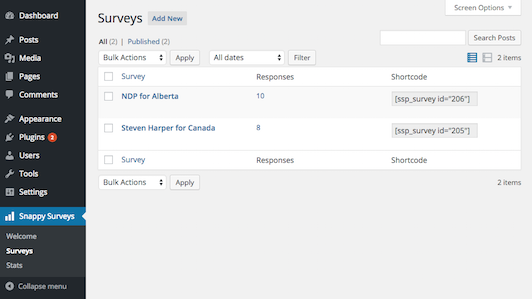 Dashboard
Posts
Media
Pages
Comments
Appearance
Plugins 2
Users
Tools
Settings
Snappy Surveys
Welcome
Surveys
Stats
Collapse menu
Screen Options
Surveys Add New
All (2) | Published (2)
Search Posts
Bulk Actions Apply All dates Filter 2 items
Survey Responses Shortcode
NDP for Alberta 10 [ssp_survey id="206"]
Steven Harper for Canada 8 [ssp_survey id="205"]
Survey Responses Shortcode
Bulk Actions Apply 2 items